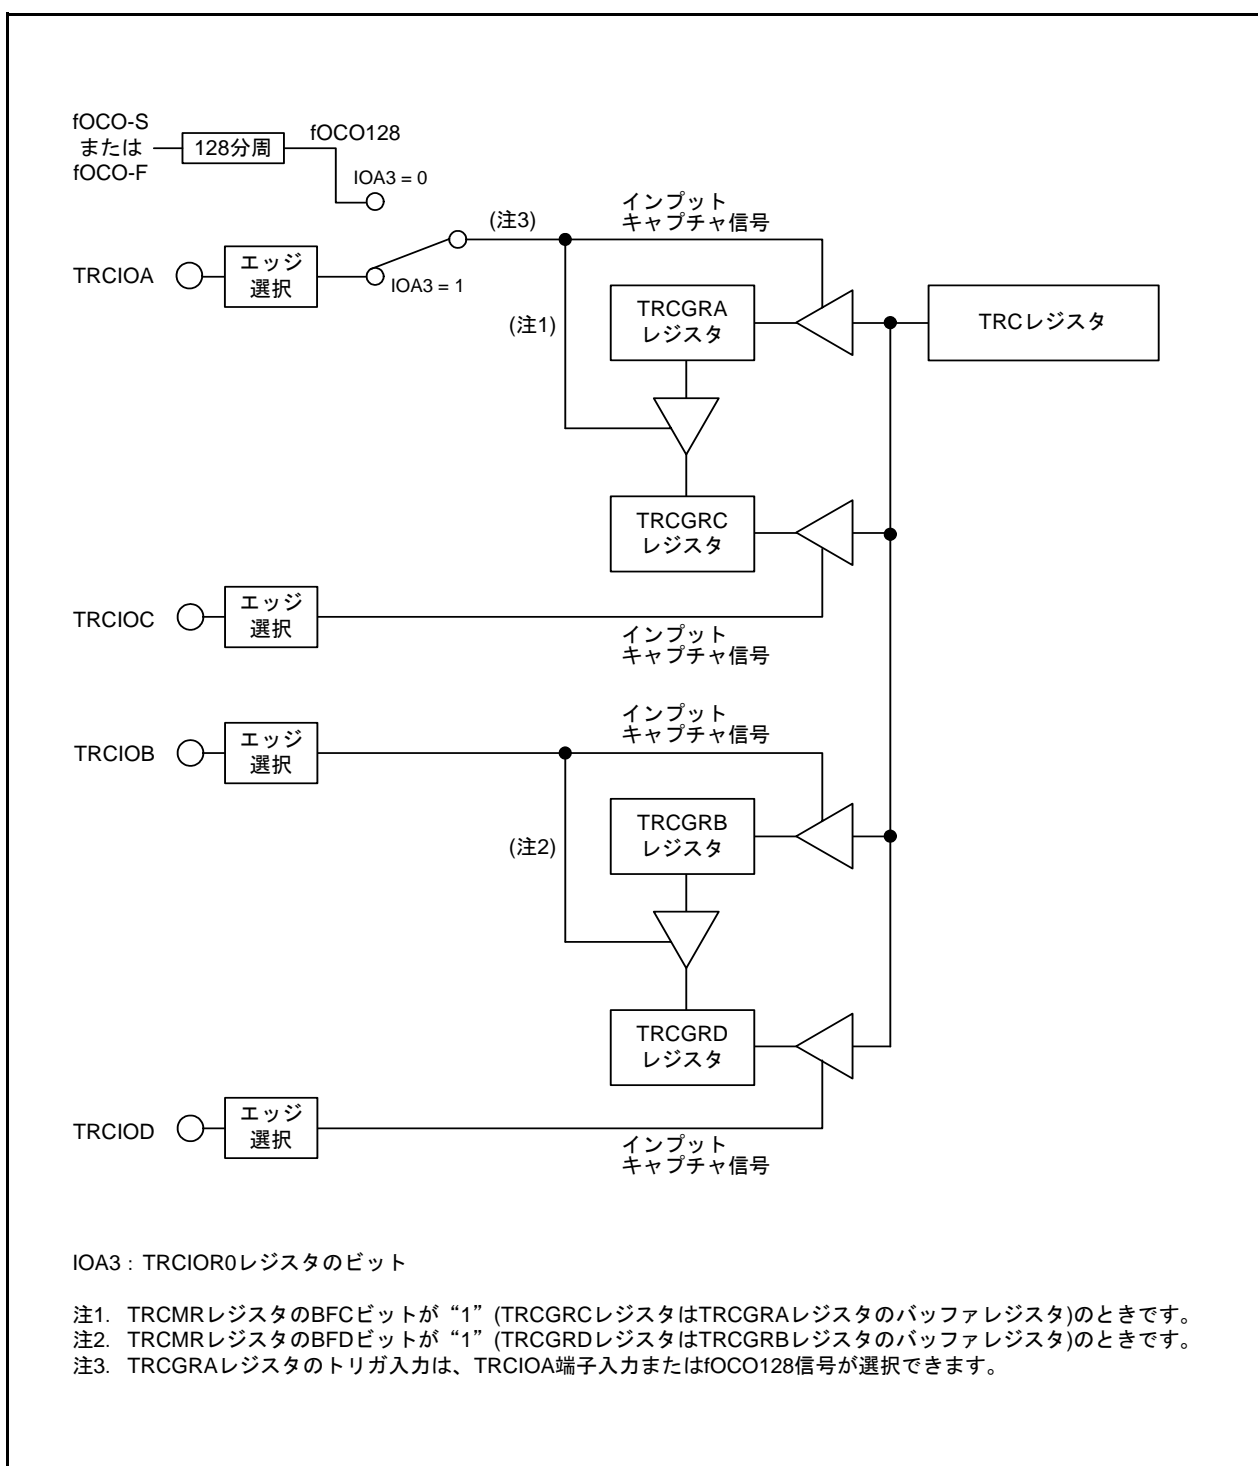 fOCO-S
または
fOCO-F
128分周
fOCO128
IOA3 = 0
インプット
キャプチャ信号
(注3)
TRCIOA
エッジ
選択
IOA3 = 1
(注1)
TRCGRA
レジスタ
TRCレジスタ
TRCGRC
レジスタ
TRCIOC
エッジ
選択
インプット
キャプチャ信号
インプット
キャプチャ信号
TRCIOB
エッジ
選択
(注2)
TRCGRB
レジスタ
TRCGRD
レジスタ
TRCIOD
エッジ
選択
インプット
キャプチャ信号
IOA3：TRCIOR0レジスタのビット
注1. TRCMRレジスタのBFCビットが“1”(TRCGRCレジスタはTRCGRAレジスタのバッファレジスタ)のときです。
注2. TRCMRレジスタのBFDビットが“1”(TRCGRDレジスタはTRCGRBレジスタのバッファレジスタ)のときです。
注3. TRCGRAレジスタのトリガ入力は、TRCIOA端子入力またはfOCO128信号が選択できます。